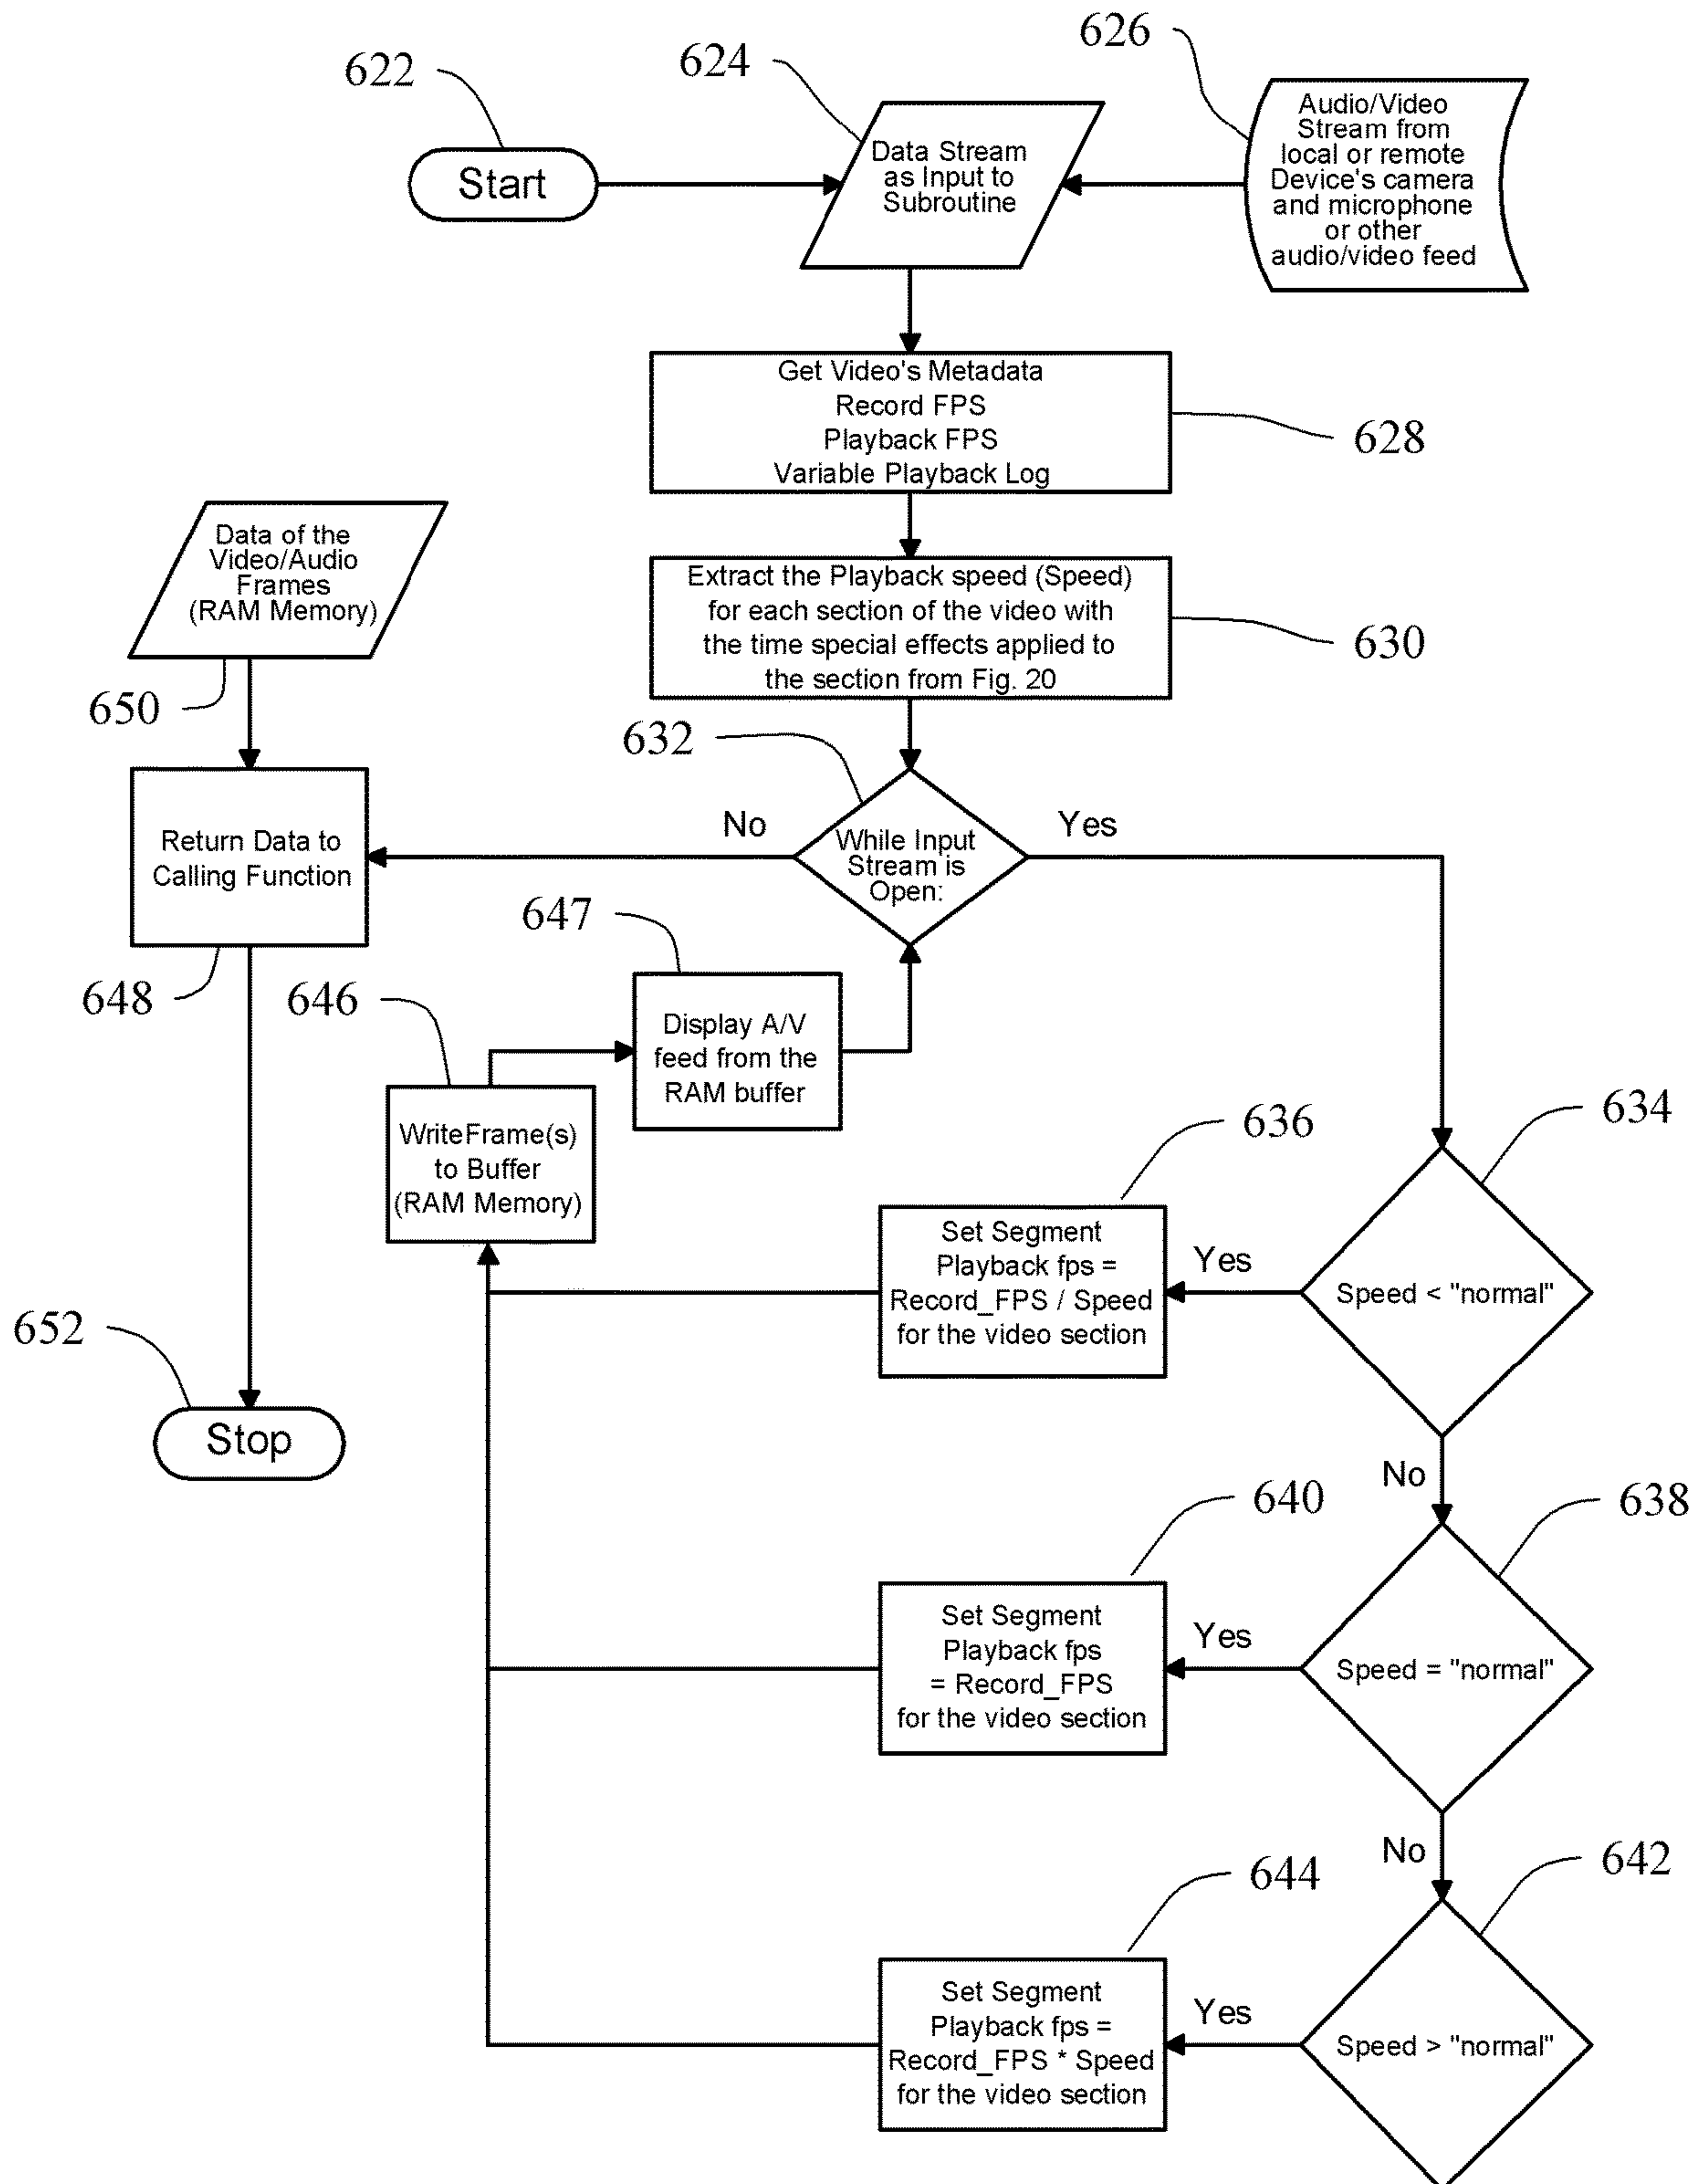 622
624
626
Start
Data Stream
as Input to
Subroutine
Audio/Video
Stream from
local or remote
Device's camera
and microphone
or other
audio/video feed
Get Video's Metadata
Record FPS
Playback FPS
Variable Playback Log
628
Data of the
Video/Audio
Frames
(RAM Memory)
650
Extract the Playback speed (Speed)
for each section of the video with
the time special effects applied to
the section from Fig. 20
630
632
No
Yes
While Input
Stream is
Open:
Return Data to
Calling Function
648
647
Display A/V
feed from the
RAM buffer
646
WriteFrame(s)
to Buffer
(RAM Memory)
634
636
Set Segment
Playback fps =
Record_FPS / Speed
for the video section
Yes
Speed < "normal"
652
Stop
No
638
640
Set Segment
Playback fps
= Record_FPS
for the video section
Yes
Speed = "normal"
No
642
644
Set Segment
Playback fps =
Record_FPS * Speed
for the video section
Yes
Speed > "normal"